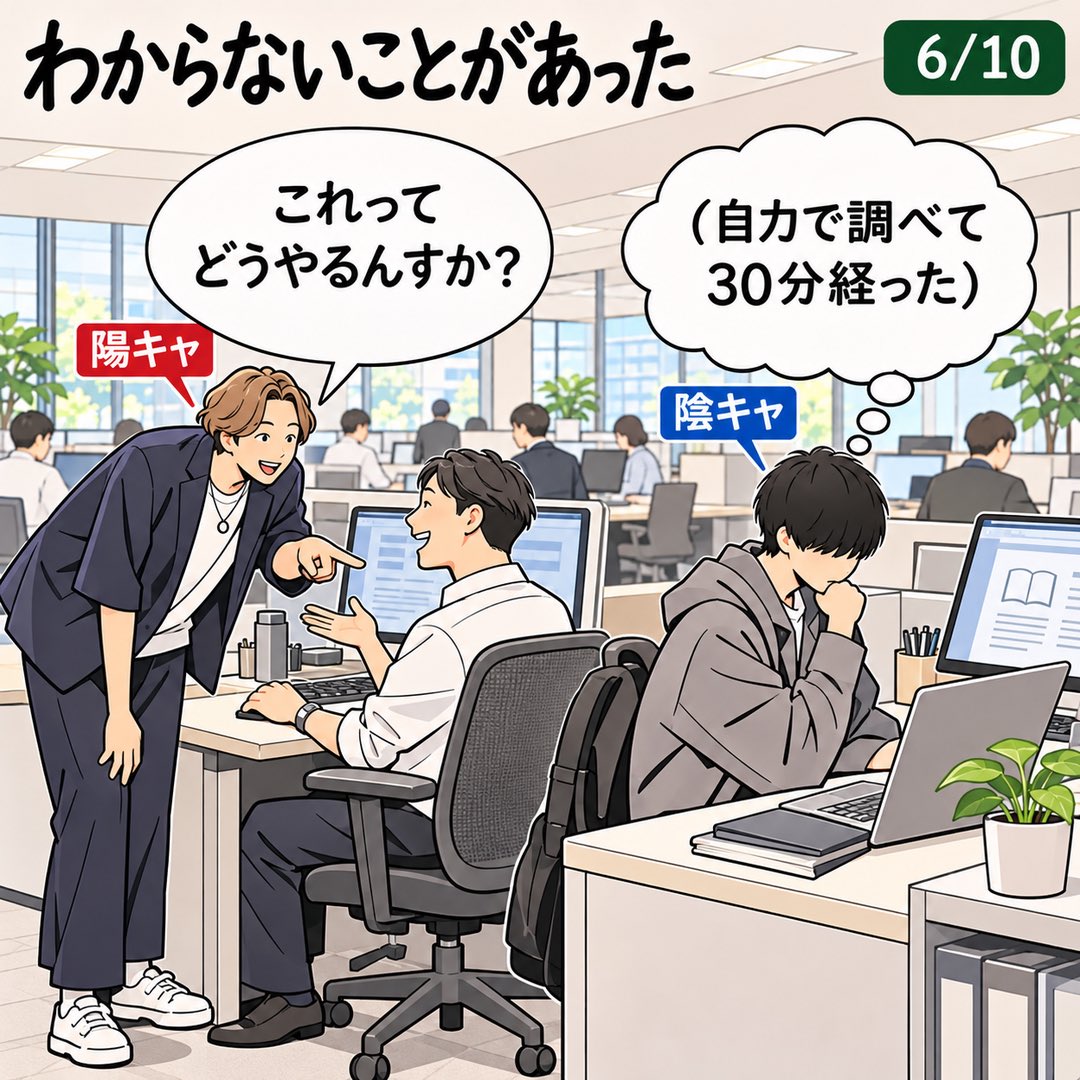 わからないことがあった
6/10
これって
どうやるんすか?
(自力で調べて
30分経った)
陽キャ
陰キャ